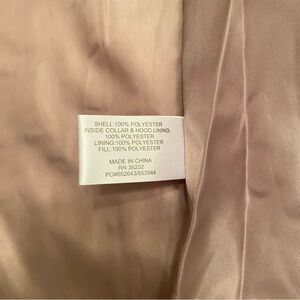 SHELL:100% POLYESTER
INSIDE COLLAR & HOOD LINING:
100% POLYESTER
LINING:100% POLYESTER
FILL:100% POLYESTER
MADE IN CHINA
RN 36232
PO#652643/652644